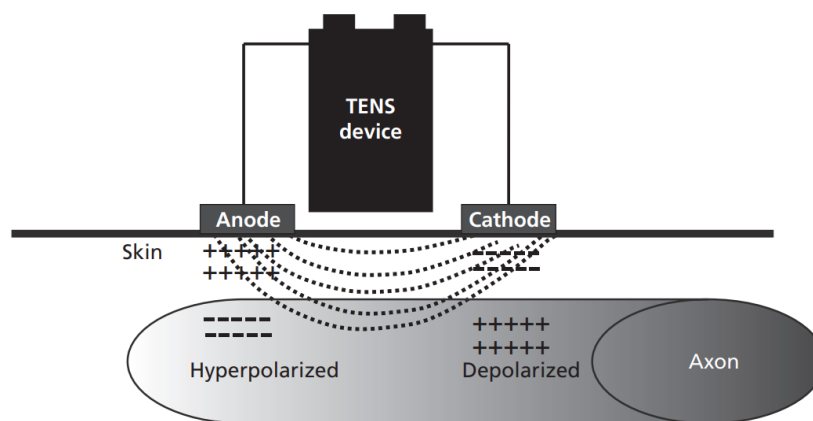 TENS
device
Anode
Cathode
Skin
+++++
+++++
-----
-----
-----
-----
+++++
+++++
Hyperpolarized
Depolarized
Axon